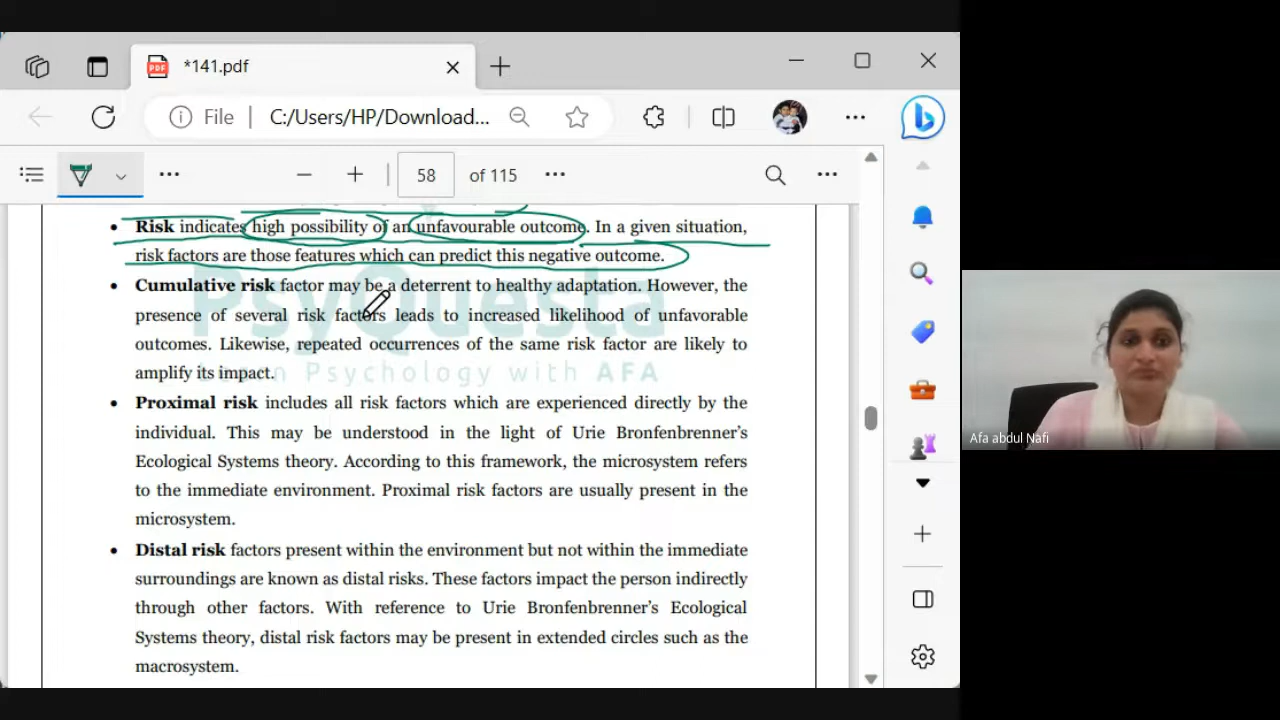 *141.pdf
File
C:/Users/HP/Download...
58 of 115
• Risk indicates high possibility of an unfavourable outcome. In a given situation,
risk factors are those features which can predict this negative outcome.
• Cumulative risk factor may be a deterrent to healthy adaptation. However, the
presence of several risk factors leads to increased likelihood of unfavorable
outcomes. Likewise, repeated occurrences of the same risk factor are likely to
amplify its impact.
PsyQuesta
Learn Psychology with AFA
• Proximal risk includes all risk factors which are experienced directly by the
individual. This may be understood in the light of Urie Bronfenbrenner's
Ecological Systems theory. According to this framework, the microsystem refers
to the immediate environment. Proximal risk factors are usually present in the
microsystem.
• Distal risk factors present within the environment but not within the immediate
surroundings are known as distal risks. These factors impact the person indirectly
through other factors. With reference to Urie Bronfenbrenner's Ecological
Systems theory, distal risk factors may be present in extended circles such as the
macrosystem.
Afa abdul Nafi